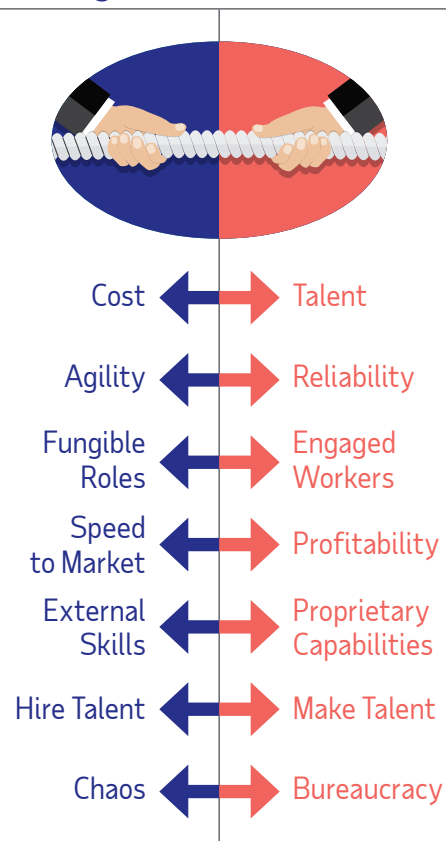 Cost
Talent
Agility
Reliability
Fungible
Roles
Engaged
Workers
Speed
to Market
Profitability
External
Skills
Proprietary
Capabilities
Hire Talent
Make Talent
Chaos
Bureaucracy